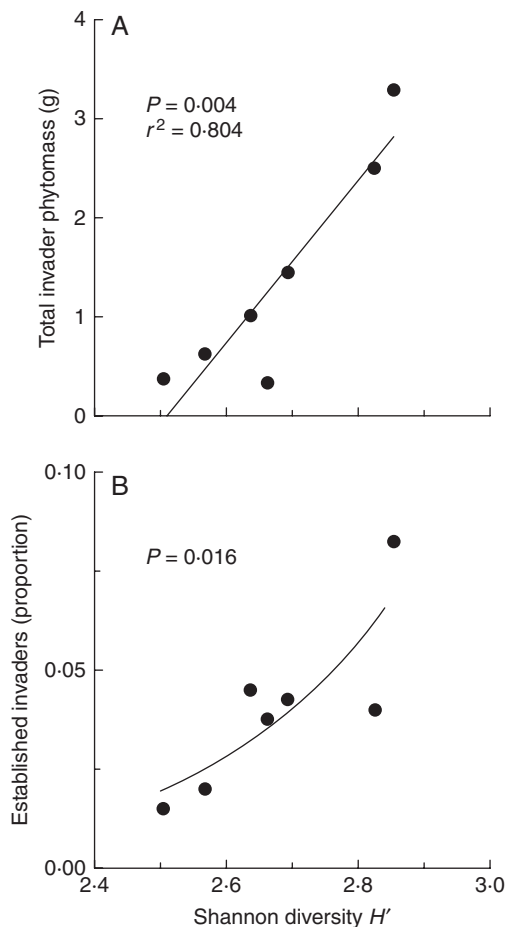 A
4
P = 0·004
r² = 0·804
3
2
1
0
Total invader phytomass (g)
B
0·10
P = 0·016
0·05
0·00
Established invaders (proportion)
2·4 2·6 2·8 3·0
Shannon diversity H′